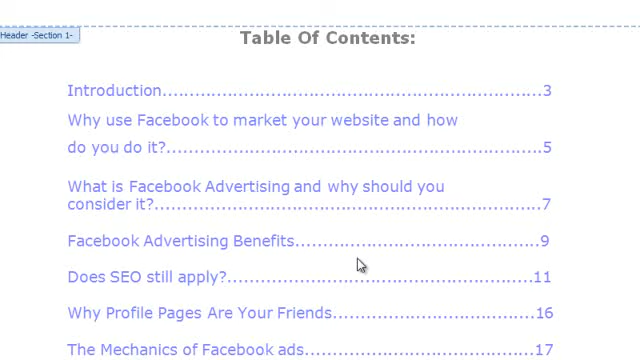 Header -Section 1-
Table Of Contents:
Introduction.......................................................3
Why use Facebook to market your website and how
do you do it?......................................................5
What is Facebook Advertising and why should you
consider it?........................................................7
Facebook Advertising Benefits...................................9
Does SEO still apply?...........................................11
Why Profile Pages Are Your Friends..............................16
The Mechanics of Facebook ads...................................17